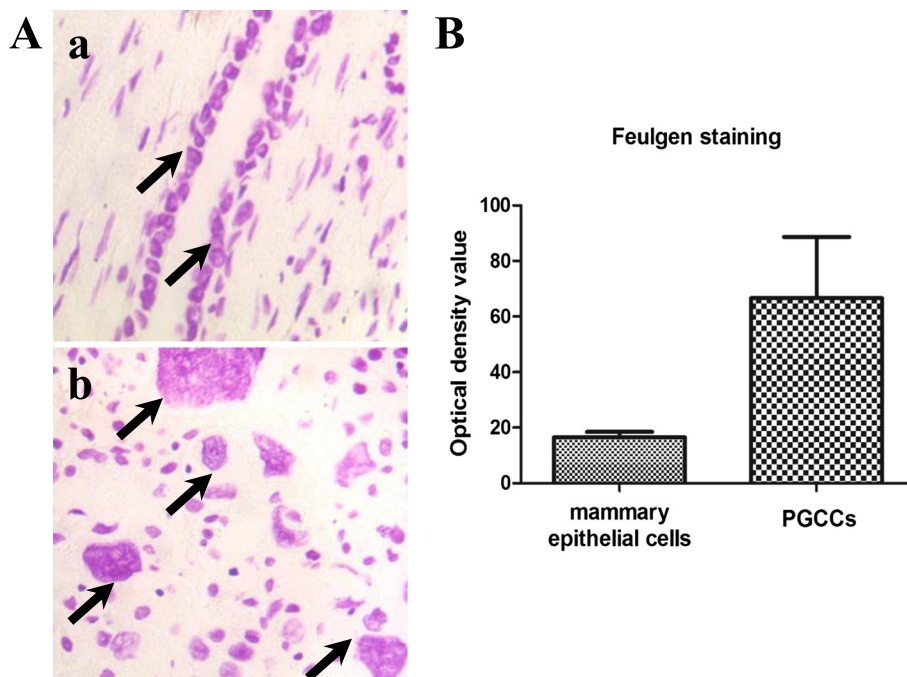 A
a
b
B
Feulgen staining
Optical density value
100
80
60
40
20
0
mammary
epithelial cells
PGCCs